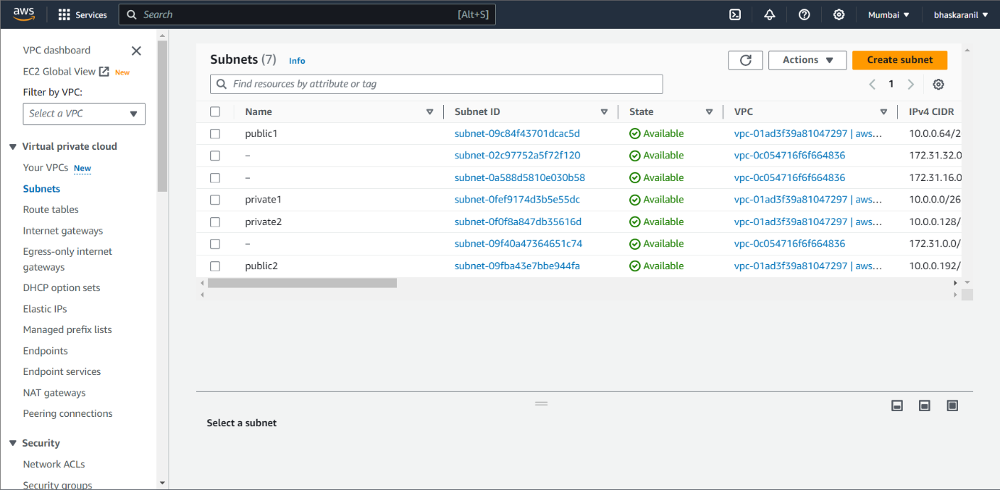 aws
Services
Search [Alt+S]
Mumbai
bhaskaranil
VPC dashboard
EC2 Global View New
Filter by VPC:
Select a VPC
Virtual private cloud
Your VPCs New
Subnets
Route tables
Internet gateways
Egress-only internet
gateways
DHCP option sets
Elastic IPs
Managed prefix lists
Endpoints
Endpoint services
NAT gateways
Peering connections
Security
Network ACLs
Security groups
Subnets (7) Info
Actions
Create subnet
Find resources by attribute or tag
1
Name Subnet ID State VPC IPv4 CIDR
public1 subnet-09c84f43701dcac5d Available vpc-01ad3f39a81047297 | aws… 10.0.0.64/2
– subnet-02c97752a5f72f120 Available vpc-0c054716f6f664836 172.31.32.0
– subnet-0a588d5810e030b58 Available vpc-0c054716f6f664836 172.31.16.0
private1 subnet-0fef9174d3b5e55dc Available vpc-01ad3f39a81047297 | aws… 10.0.0.0/26
private2 subnet-0f0f8a847db35616d Available vpc-01ad3f39a81047297 | aws… 10.0.0.128/
– subnet-09f40a47364651c74 Available vpc-0c054716f6f664836 172.31.0.0/
public2 subnet-09fba43e7bbe944fa Available vpc-01ad3f39a81047297 | aws… 10.0.0.192/
Select a subnet